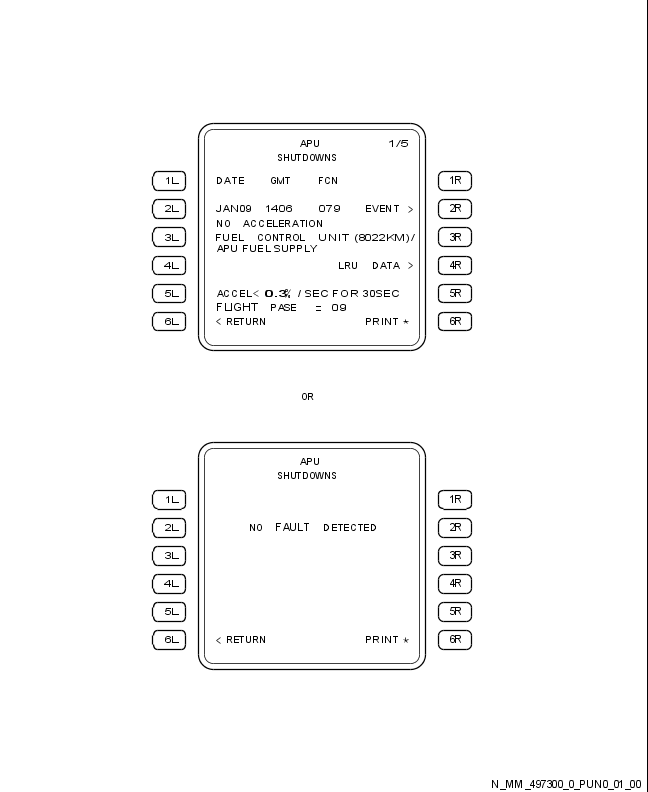 APU 1/5
SHUTDOWNS
1L DATE GMT FCN 1R
2L JAN09 1406 079 EVENT > 2R
NO ACCELERATION
3L FUEL CONTROL UNIT (8022KM)/ 3R
APU FUEL SUPPLY
4L LRU DATA > 4R
5L ACCEL< 0.3% / SEC FOR 30SEC 5R
FLIGHT PASE = 09
6L < RETURN PRINT * 6R
OR
APU
SHUTDOWNS
1L 1R
2L NO FAULT DETECTED 2R
3L 3R
4L 4R
5L 5R
6L < RETURN PRINT * 6R
N_MM_497300_0_PUN0_01_00